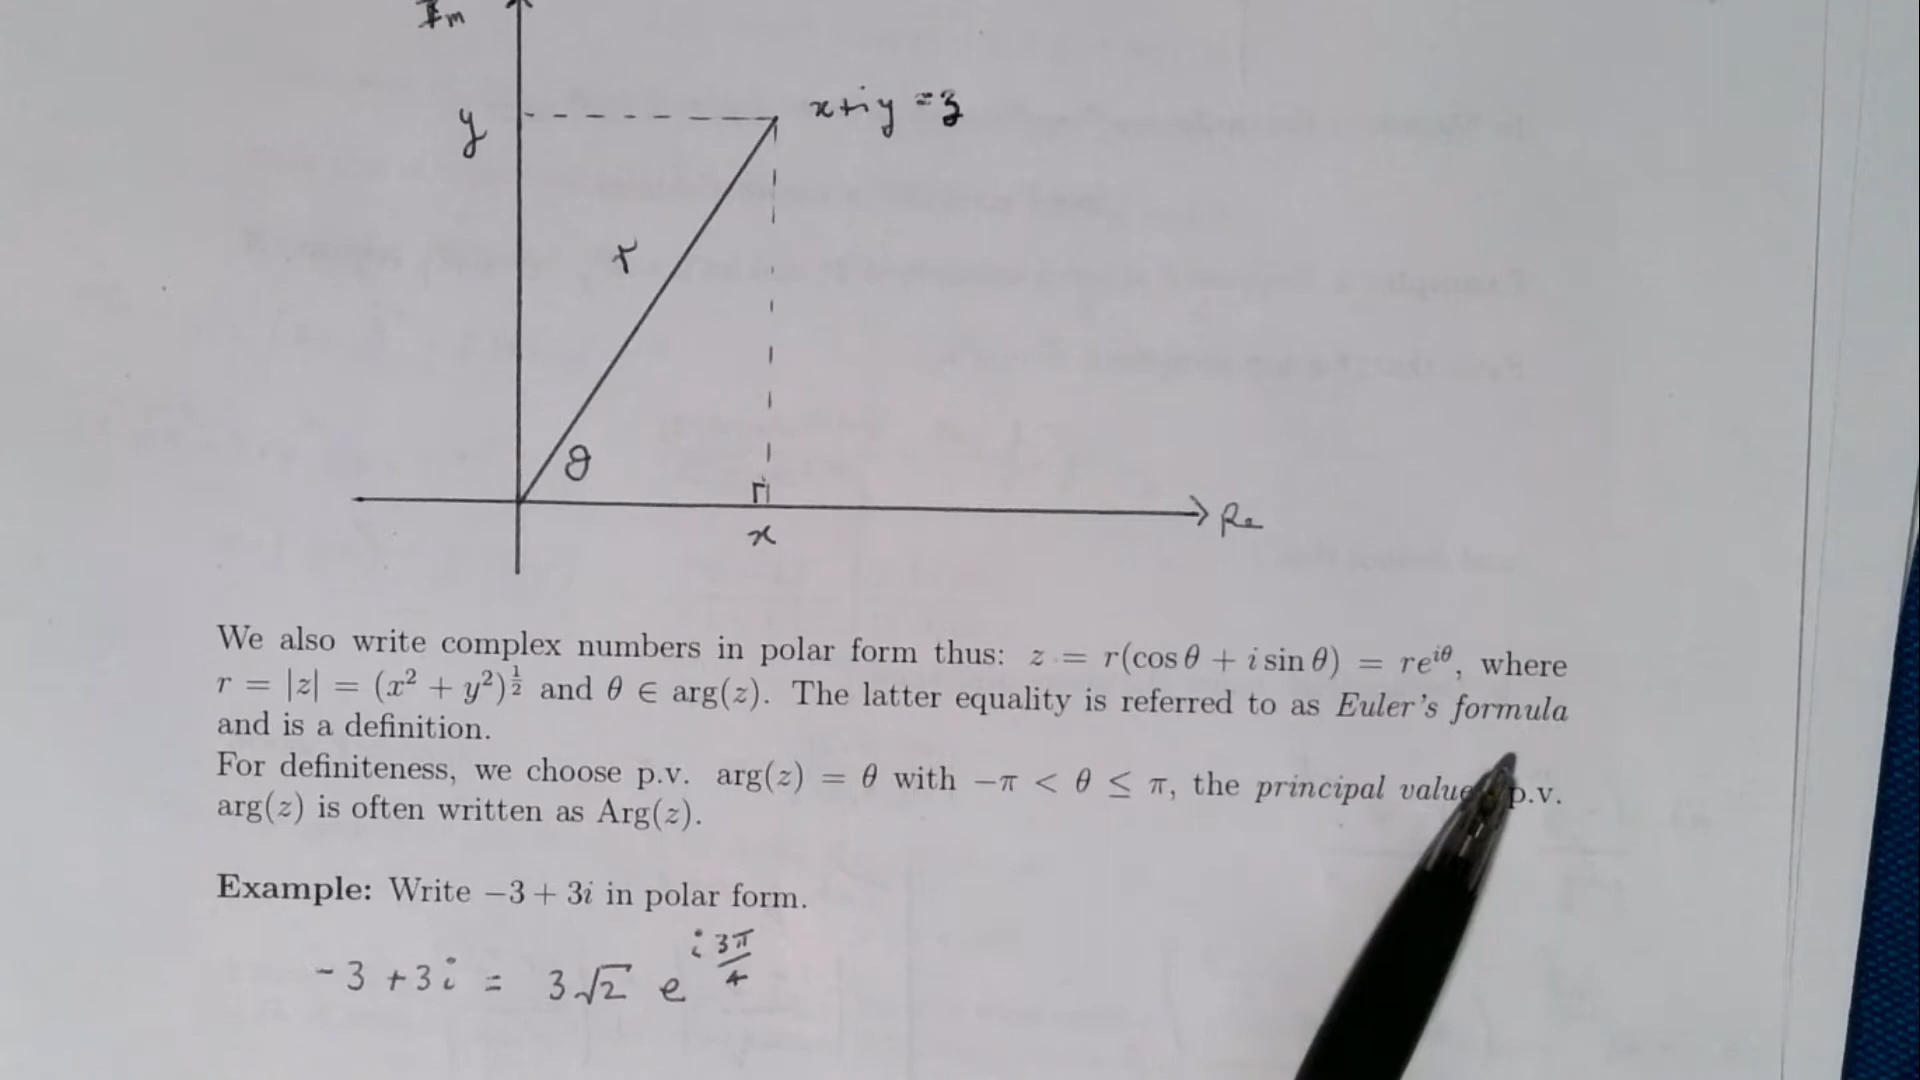 Im
x+iy = z
y
r
θ
x
Re
We also write complex numbers in polar form thus: z = r(cos θ + i sin θ) = re^{iθ}, where
r = |z| = (x² + y²)^{1/2} and θ ∈ arg(z). The latter equality is referred to as Euler's formula
and is a definition.
For definiteness, we choose p.v. arg(z) = θ with −π < θ ≤ π, the principal value p.v.
arg(z) is often written as Arg(z).
Example: Write −3 + 3i in polar form.
-3 + 3i = 3√2 e^{i 3π/4}